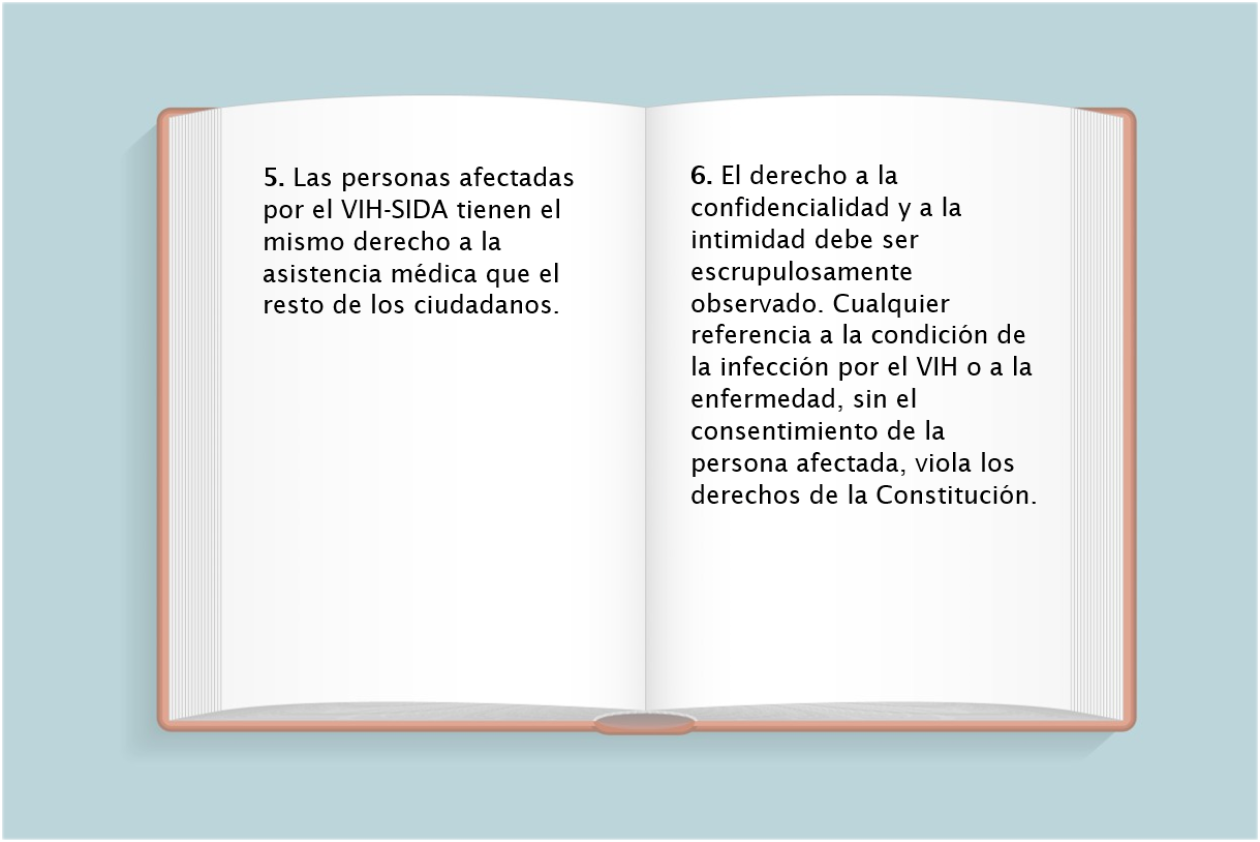 5. Las personas afectadas
por el VIH-SIDA tienen el
mismo derecho a la
asistencia médica que el
resto de los ciudadanos.
6. El derecho a la
confidencialidad y a la
intimidad debe ser
escrupulosamente
observado. Cualquier
referencia a la condición de
la infección por el VIH o a la
enfermedad, sin el
consentimiento de la
persona afectada, viola los
derechos de la Constitución.